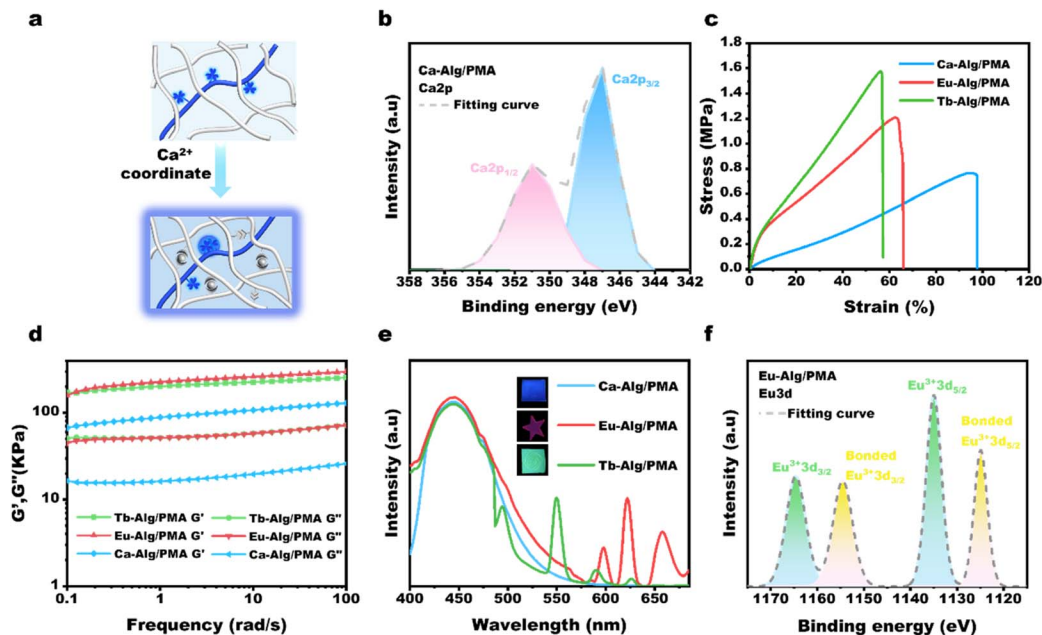 a
Ca²⁺
coordinate
b
Ca-Alg/PMA
Ca2p
Fitting curve
Ca2p₃/₂
Ca2p₁/₂
Intensity (a.u)
358 356 354 352 350 348 346 344 342
Binding energy (eV)
c
Ca-Alg/PMA
Eu-Alg/PMA
Tb-Alg/PMA
Stress (MPa)
1.8
1.6
1.4
1.2
1.0
0.8
0.6
0.4
0.2
0.0
0 20 40 60 80 100 120
Strain (%)
d
G',G''/(KPa)
100
10
1
Tb-Alg/PMA G' Tb-Alg/PMA G''
Eu-Alg/PMA G' Eu-Alg/PMA G''
Ca-Alg/PMA G' Ca-Alg/PMA G''
0.1 1 10 100
Frequency (rad/s)
e
Ca-Alg/PMA
Eu-Alg/PMA
Tb-Alg/PMA
Intensity (a.u)
400 450 500 550 600 650
Wavelength (nm)
f
Eu-Alg/PMA
Eu3d
Fitting curve
Eu³⁺3d₅/₂
Bonded
Eu³⁺3d₅/₂
Eu³⁺3d₃/₂
Bonded
Eu³⁺3d₃/₂
Intensity (a.u)
1170 1160 1150 1140 1130 1120
Binding energy (eV)